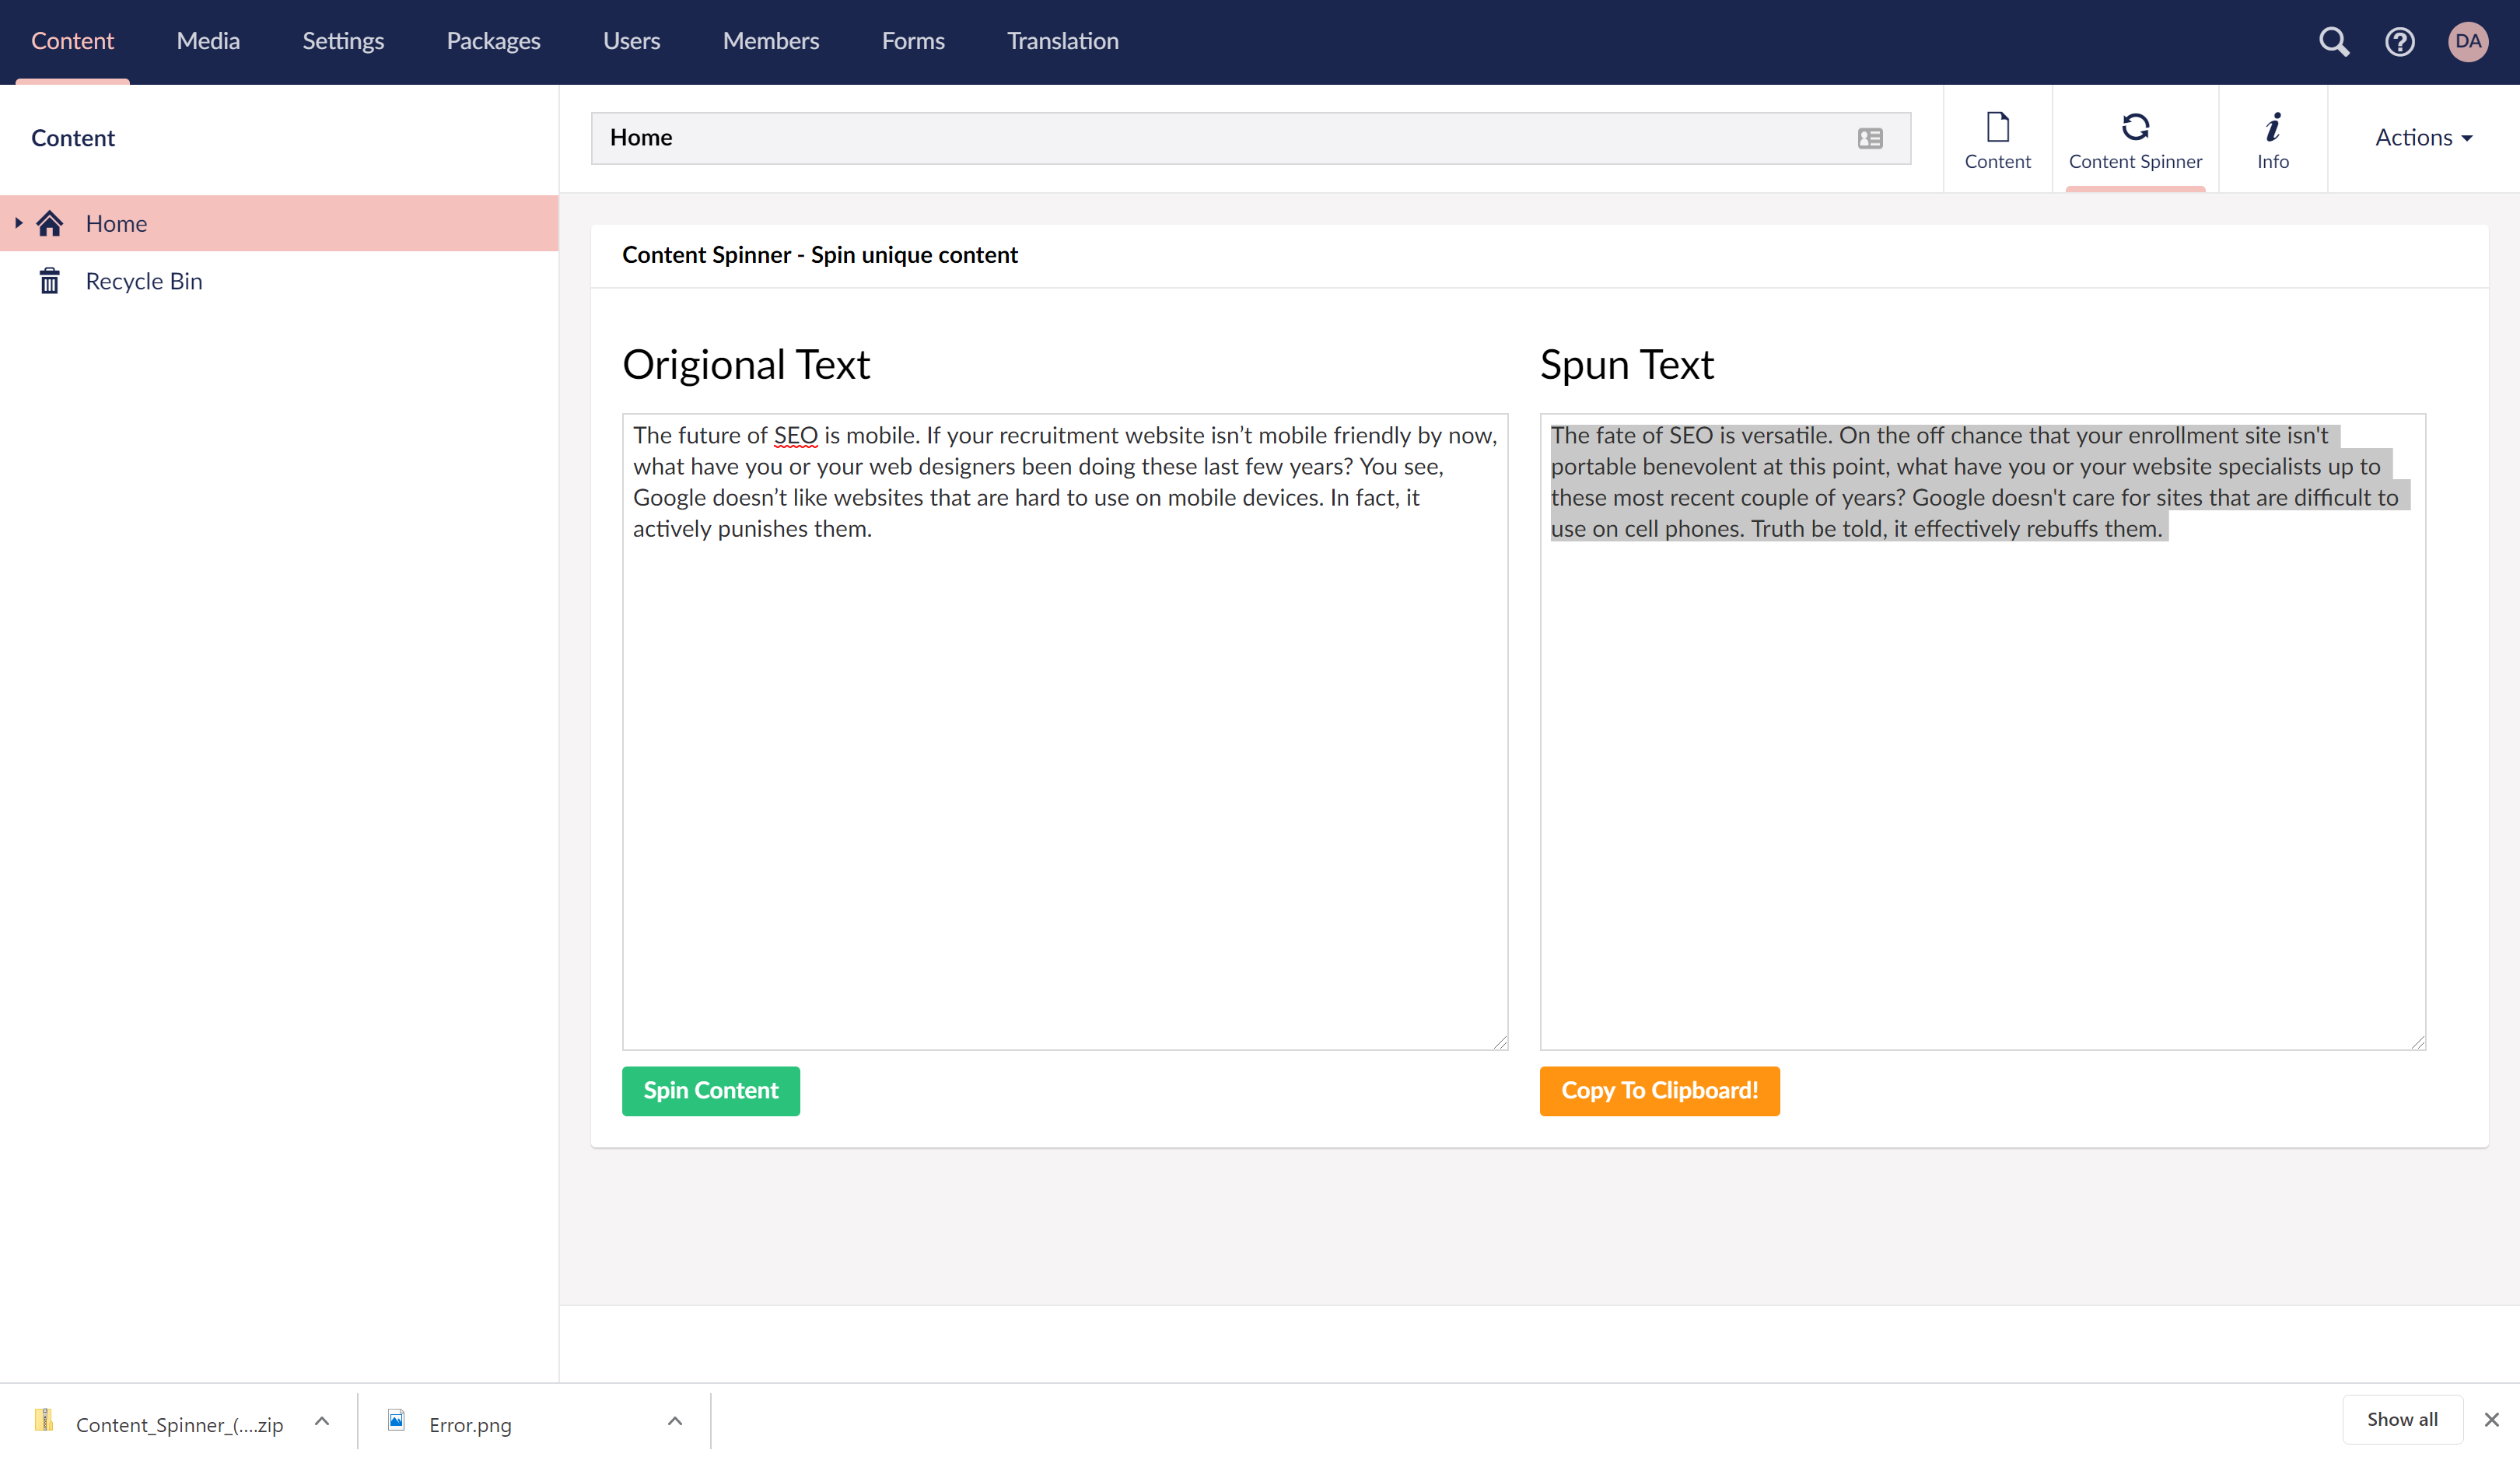 Content Media Settings Packages Users Members Forms Translation DA
Content
Home
Content
Content Spinner
i
Info
Actions
Home
Recycle Bin
Content Spinner - Spin unique content
Origional Text
The future of SEO is mobile. If your recruitment website isn’t mobile friendly by now,
what have you or your web designers been doing these last few years? You see,
Google doesn’t like websites that are hard to use on mobile devices. In fact, it
actively punishes them.
Spin Content
Spun Text
The fate of SEO is versatile. On the off chance that your enrollment site isn't
portable benevolent at this point, what have you or your website specialists up to
these most recent couple of years? Google doesn't care for sites that are difficult to
use on cell phones. Truth be told, it effectively rebuffs them.
Copy To Clipboard!
Content_Spinner_(....zip
Error.png
Show all